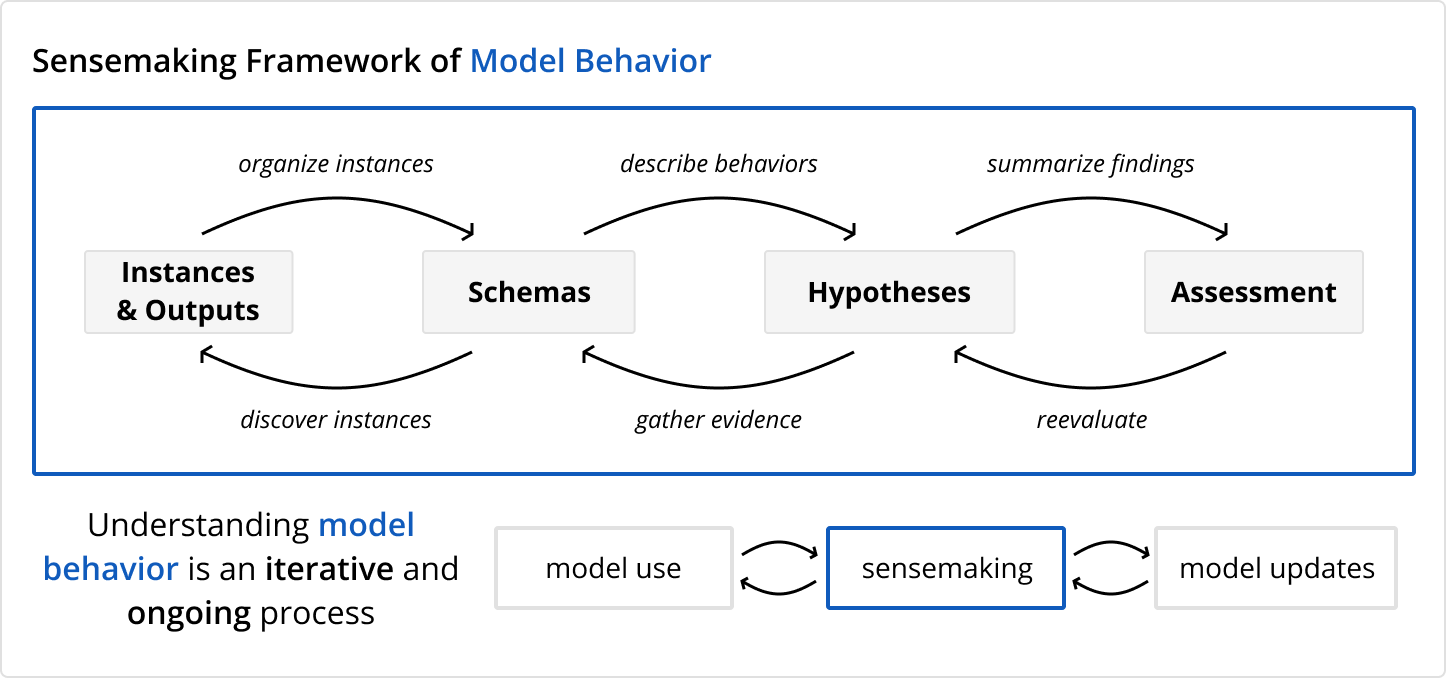 Sensemaking Framework of Model Behavior
organize instances
describe behaviors
summarize findings
Instances
& Outputs
Schemas
Hypotheses
Assessment
discover instances
gather evidence
reevaluate
Understanding model
behavior is an iterative and
ongoing process
model use
sensemaking
model updates